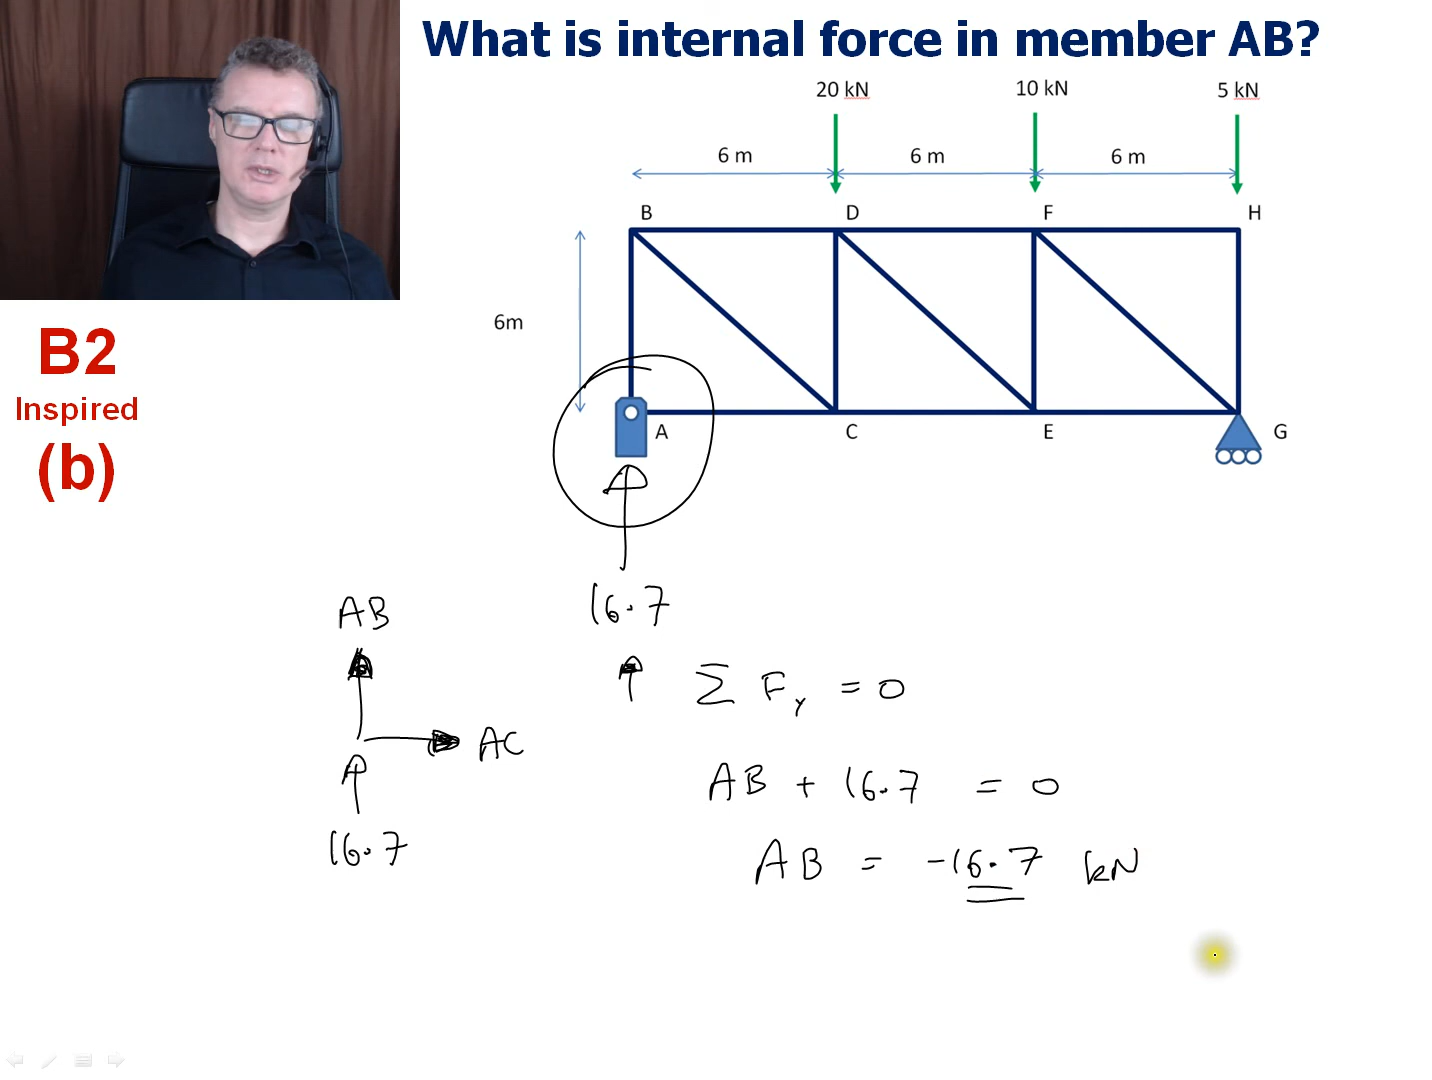 What is internal force in member AB?
20 kN 10 kN 5 kN
6 m 6 m 6 m
B D F H
6m
B2
Inspired
(b)
A C E G
16.7
AB
Σ Fy = 0
AC
AB + 16.7 = 0
16.7
AB = -16.7 kN